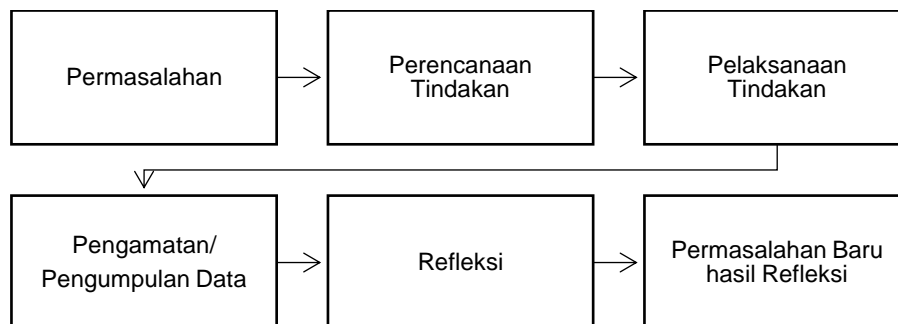 Permasalahan
Perencanaan
Tindakan
Pelaksanaan
Tindakan
Pengamatan/
Pengumpulan Data
Refleksi
Permasalahan Baru
hasil Refleksi